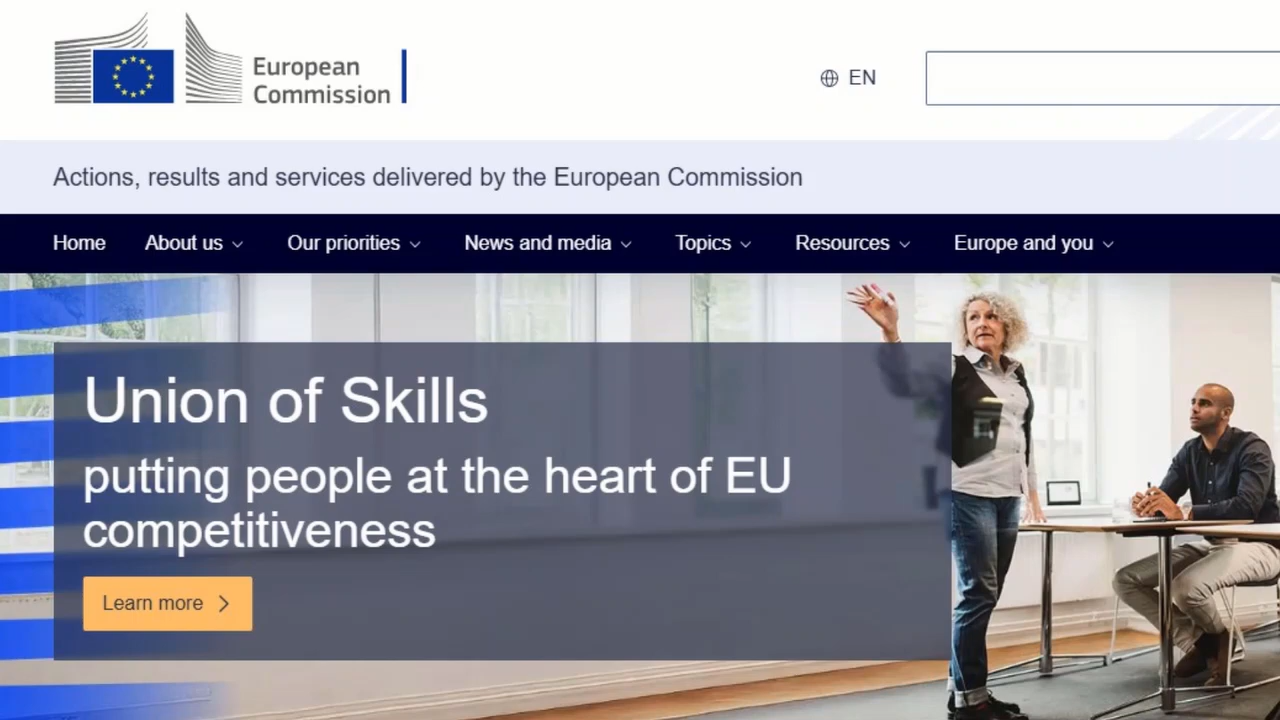 European
Commission
EN
Actions, results and services delivered by the European Commission
Home About us Our priorities News and media Topics Resources Europe and you
Union of Skills
putting people at the heart of EU
competitiveness
Learn more